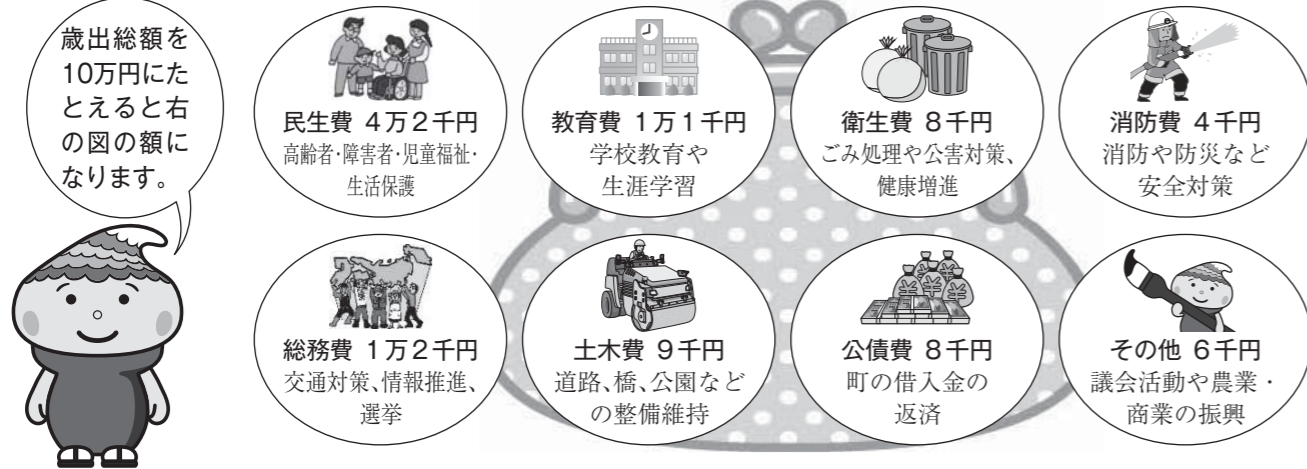 歳出総額を
10万円にた
とえると右
の図の額に
なります。
民生費 4万2千円
高齢者・障害者・児童福祉・
生活保護
教育費 1万1千円
学校教育や
生涯学習
衛生費 8千円
ごみ処理や公害対策、
健康増進
消防費 4千円
消防や防災など
安全対策
総務費 1万2千円
交通対策、情報推進、
選挙
土木費 9千円
道路、橋、公園など
の整備維持
公債費 8千円
町の借入金の
返済
その他 6千円
議会活動や農業・
商業の振興